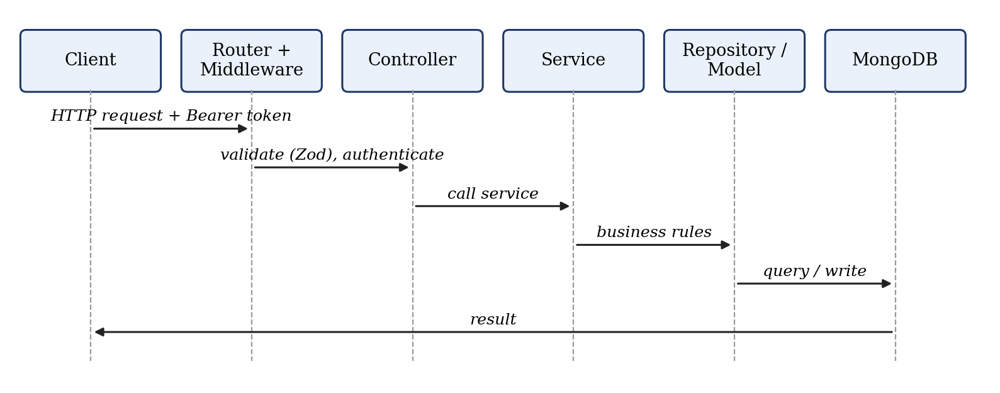 Client
Router +
Middleware
Controller
Service
Repository /
Model
MongoDB
HTTP request + Bearer token
validate (Zod), authenticate
call service
business rules
query / write
result